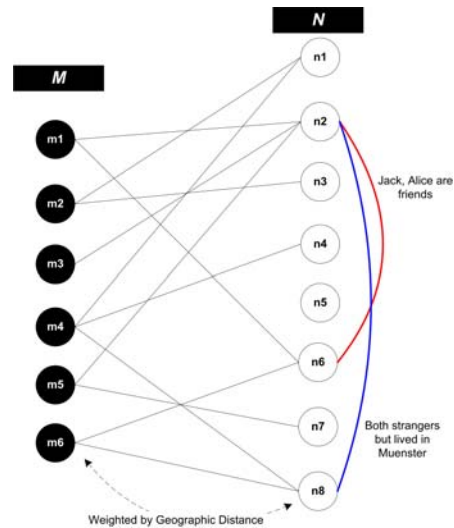 N
M
n1
m1
n2
m2
n3
Jack, Alice are
friends
m3
n4
m4
n5
n6
m5
n7
m6
Both strangers
but lived in
Muenster
n8
Weighted by Geographic Distance